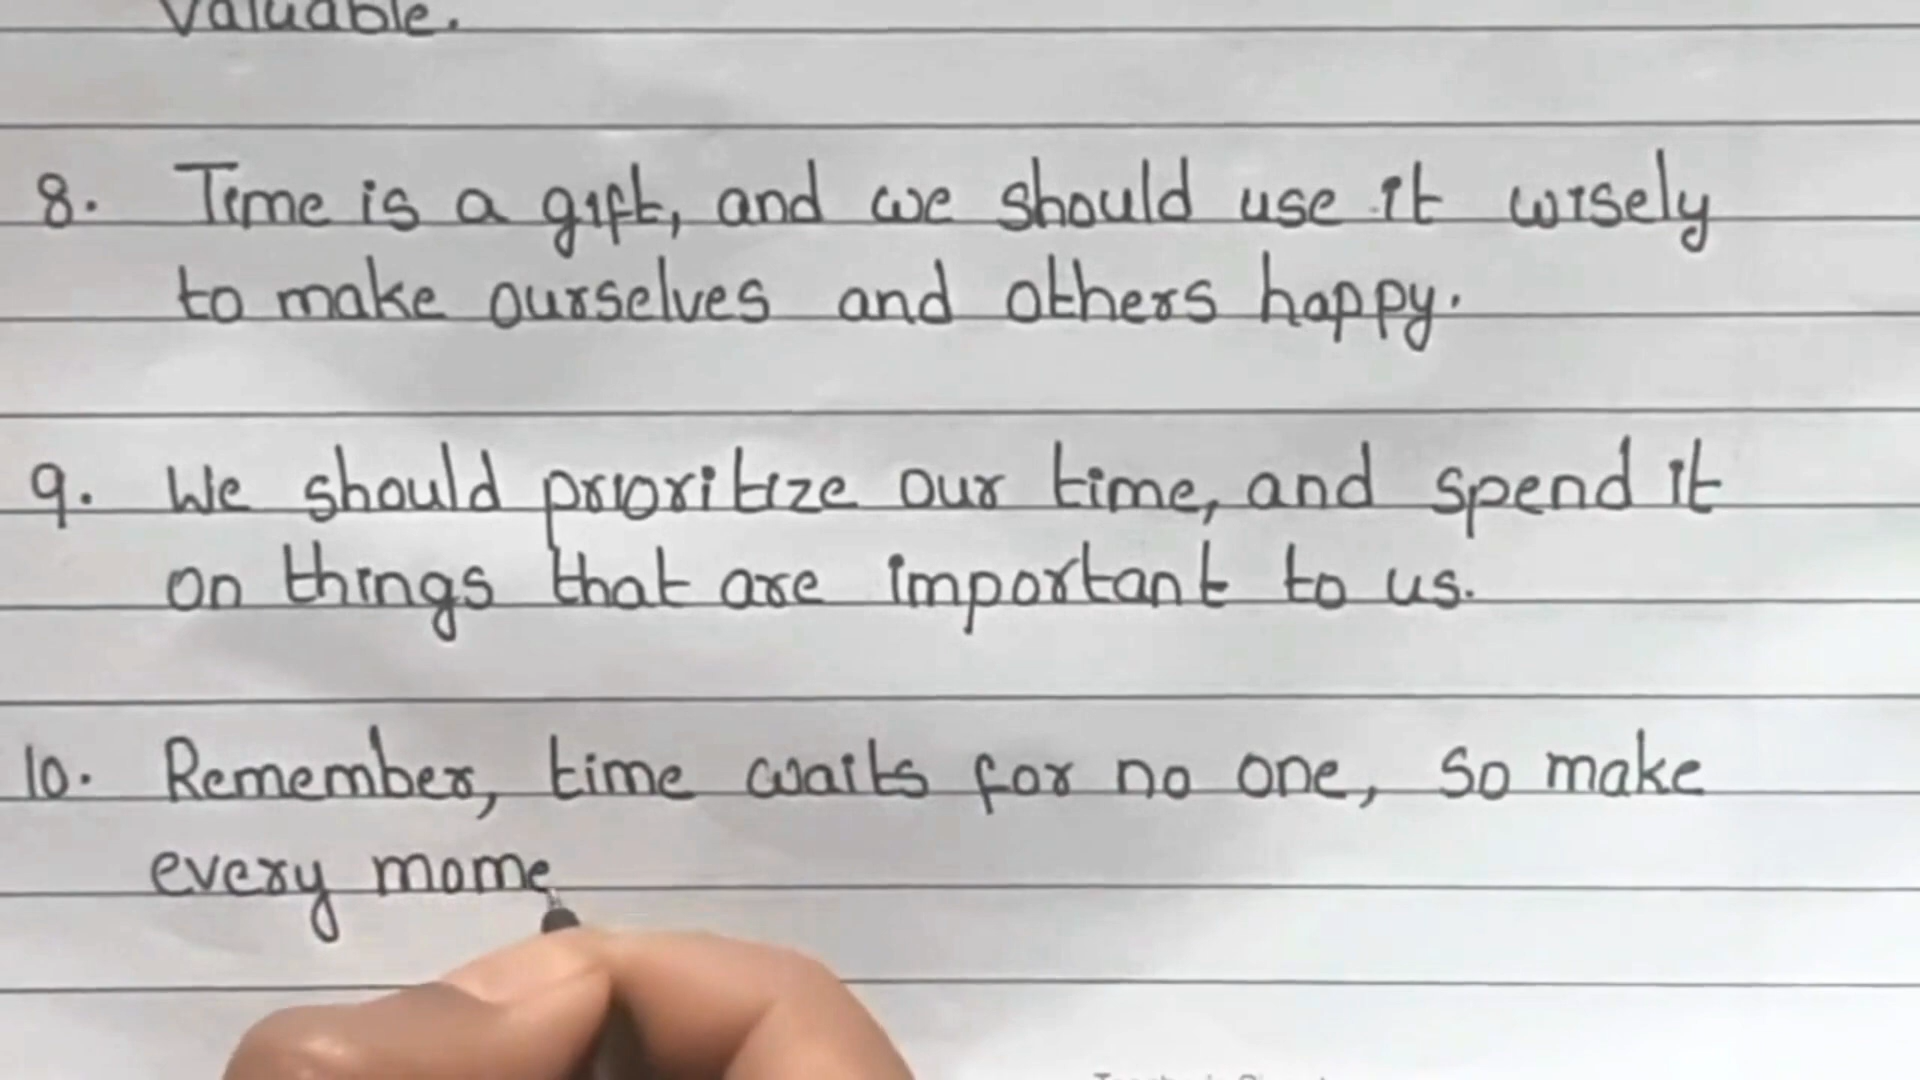 Valuable.
8. Time is a gift, and we should use it wisely
to make ourselves and others happy.
9. We should prioritize our time, and spend it
on things that are important to us.
10. Remember, time waits for no one, so make
every mome